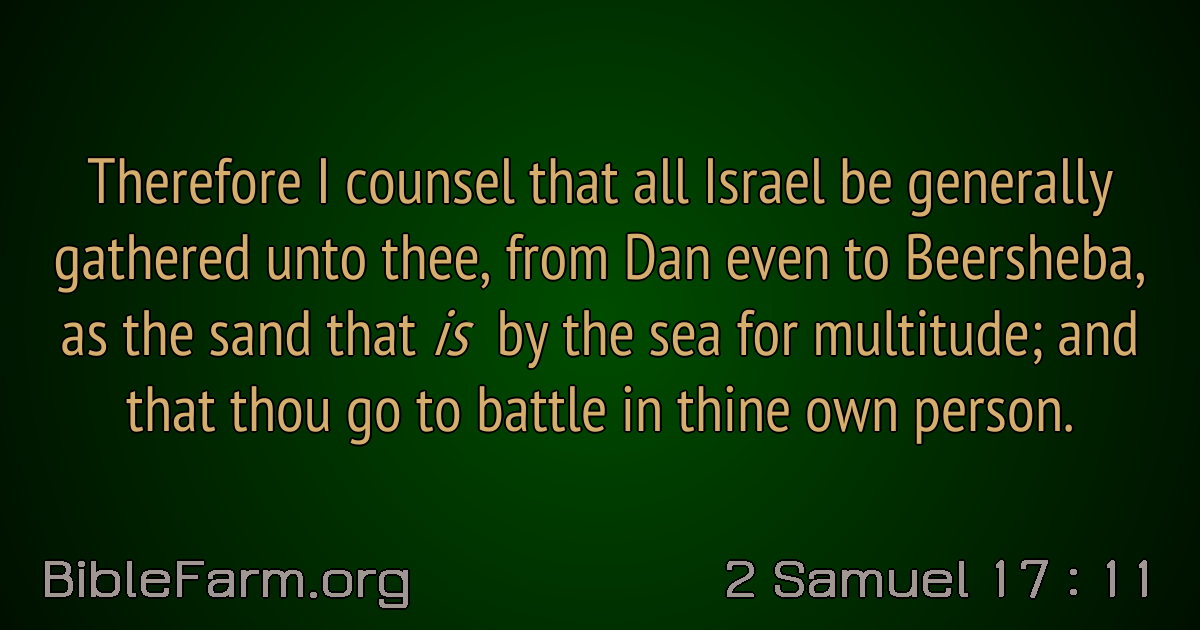 Therefore I counsel that all Israel be generally
gathered unto thee, from Dan even to Beersheba,
as the sand that is by the sea for multitude; and
that thou go to battle in thine own person.
BibleFarm.org
2 Samuel 17 : 11